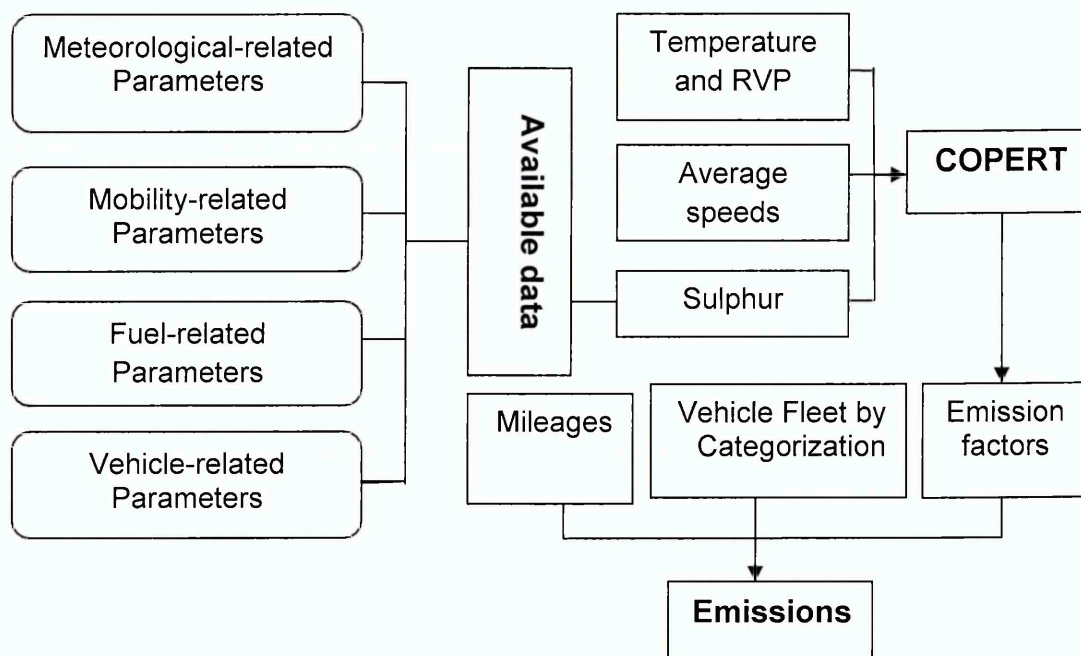 Meteorological-related
Parameters
Mobility-related
Parameters
Fuel-related
Parameters
Vehicle-related
Parameters
Available data
Temperature
and RVP
Average
speeds
Sulphur
COPERT
Mileages
Vehicle Fleet by
Categorization
Emission
factors
Emissions